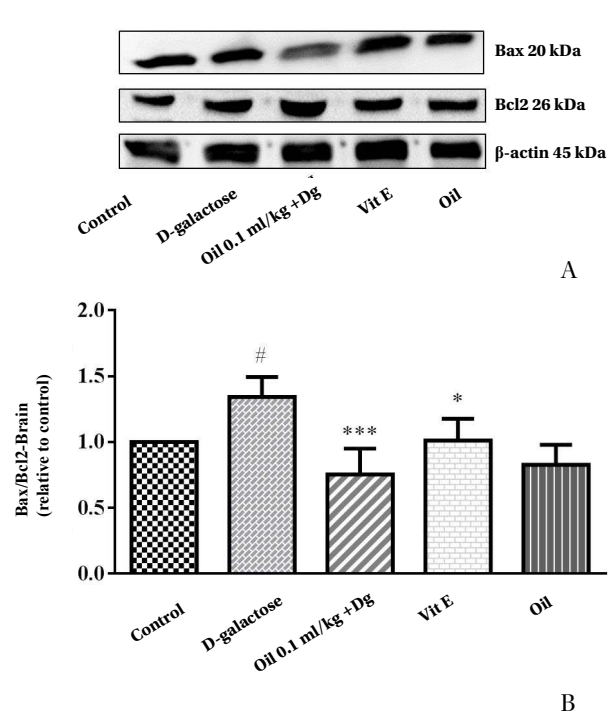 Bax 20 kDa
Bcl2 26 kDa
β-actin 45 kDa
Control
D-galactose
Oil 0.1 ml/kg +Dg
Vit E
Oil
A
2.0
1.5
1.0
0.5
0.0
Bax/Bcl2-Brain
(relative to control)
#
***
*
Control
D-galactose
Oil 0.1 ml/kg +Dg
Vit E
Oil
B